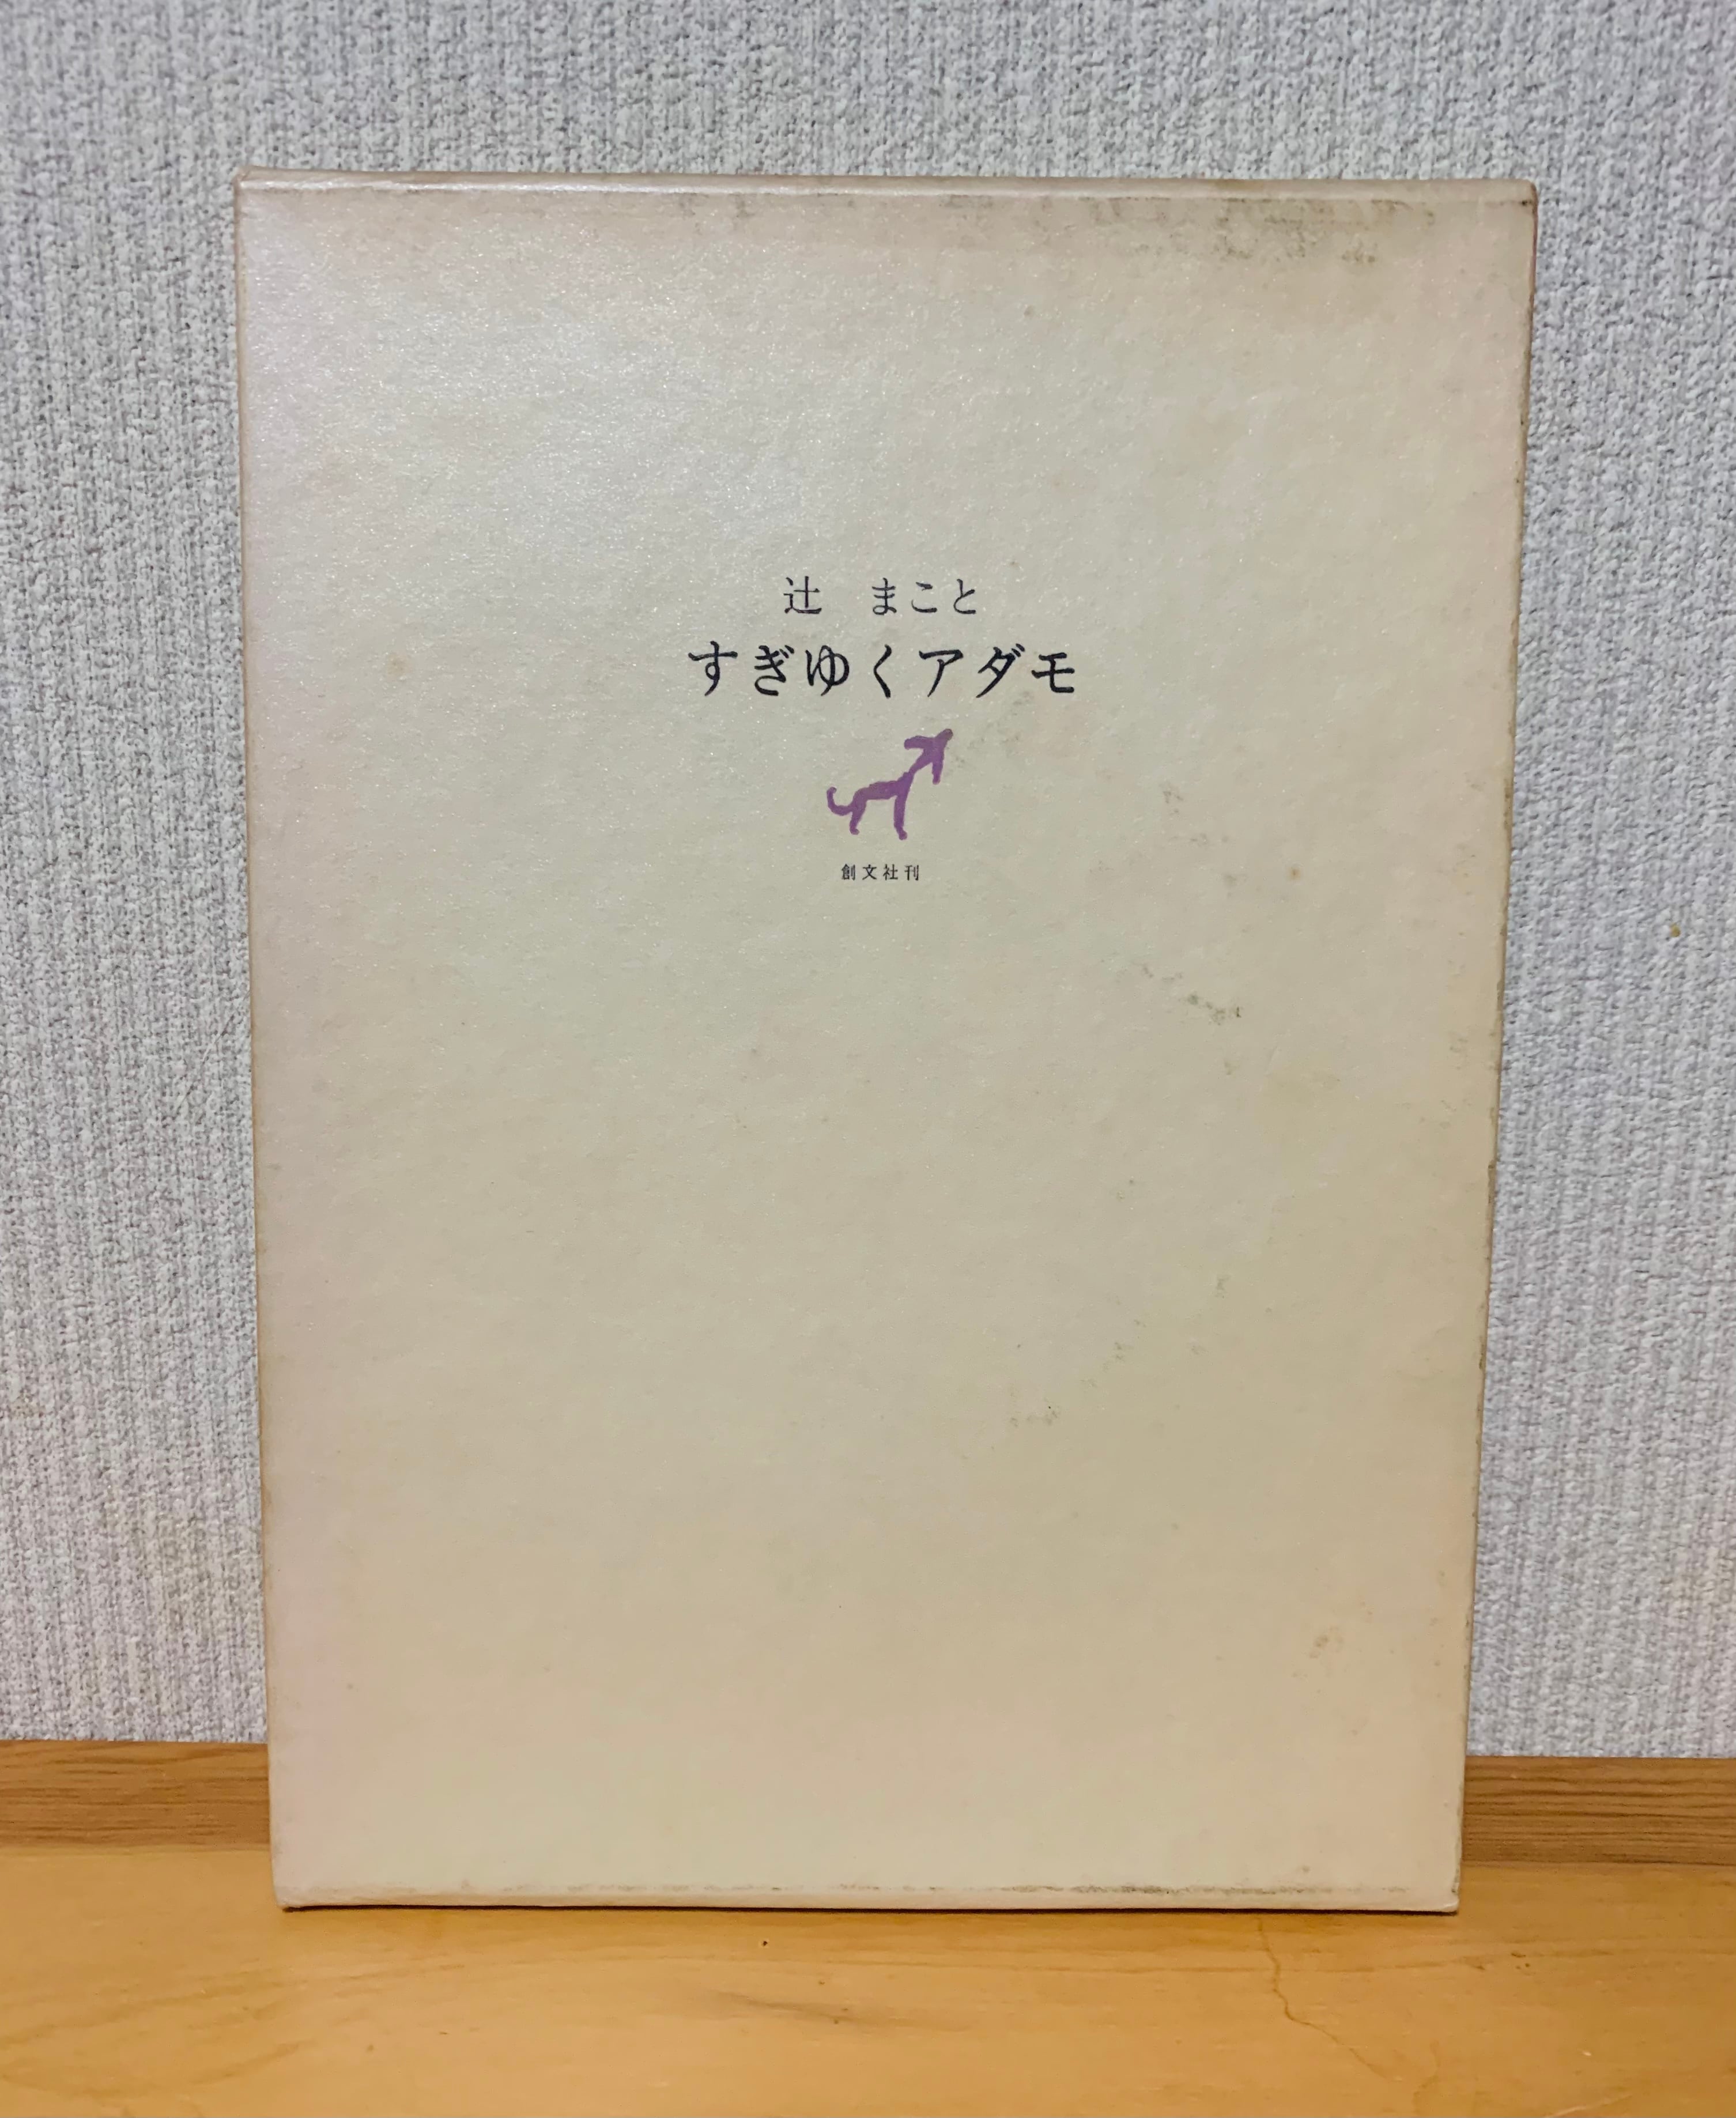 辻　まこと
すぎゆくアダモ
創文社刊